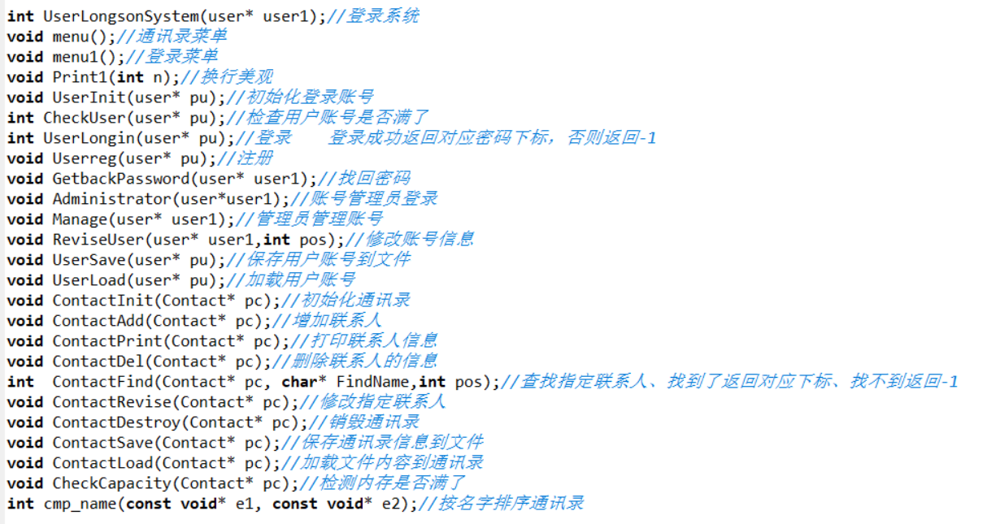 int UserLongsonSystem(user* user1);//登录系统
void menu();//通讯录菜单
void menu1();//登录菜单
void Print1(int n);//换行美观
void UserInit(user* pu);//初始化登录账号
int CheckUser(user* pu);//检查用户账号是否满了
int UserLongin(user* pu);//登录    登录成功返回对应密码下标，否则返回-1
void Userreg(user* pu);//注册
void GetbackPassword(user* user1);//找回密码
void Administrator(user*user1);//账号管理员登录
void Manage(user* user1);//管理员管理账号
void ReviseUser(user* user1,int pos);//修改账号信息
void UserSave(user* pu);//保存用户账号到文件
void UserLoad(user* pu);//加载用户账号
void ContactInit(Contact* pc);//初始化通讯录
void ContactAdd(Contact* pc);//增加联系人
void ContactPrint(Contact* pc);//打印联系人信息
void ContactDel(Contact* pc);//删除联系人的信息
int  ContactFind(Contact* pc, char* FindName,int pos);//查找指定联系人、找到了返回对应下标、找不到返回-1
void ContactRevise(Contact* pc);//修改指定联系人
void ContactDestroy(Contact* pc);//销毁通讯录
void ContactSave(Contact* pc);//保存通讯录信息到文件
void ContactLoad(Contact* pc);//加载文件内容到通讯录
void CheckCapacity(Contact* pc);//检测内存是否满了
int cmp_name(const void* e1, const void* e2);//按名字排序通讯录